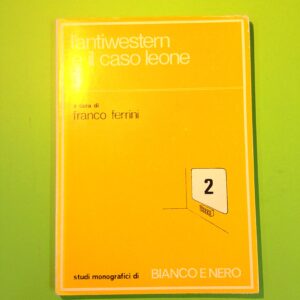 l'antiwestern
e il caso leone
a cura di
franco ferrini
2
studi monografici di BIANCO E NERO